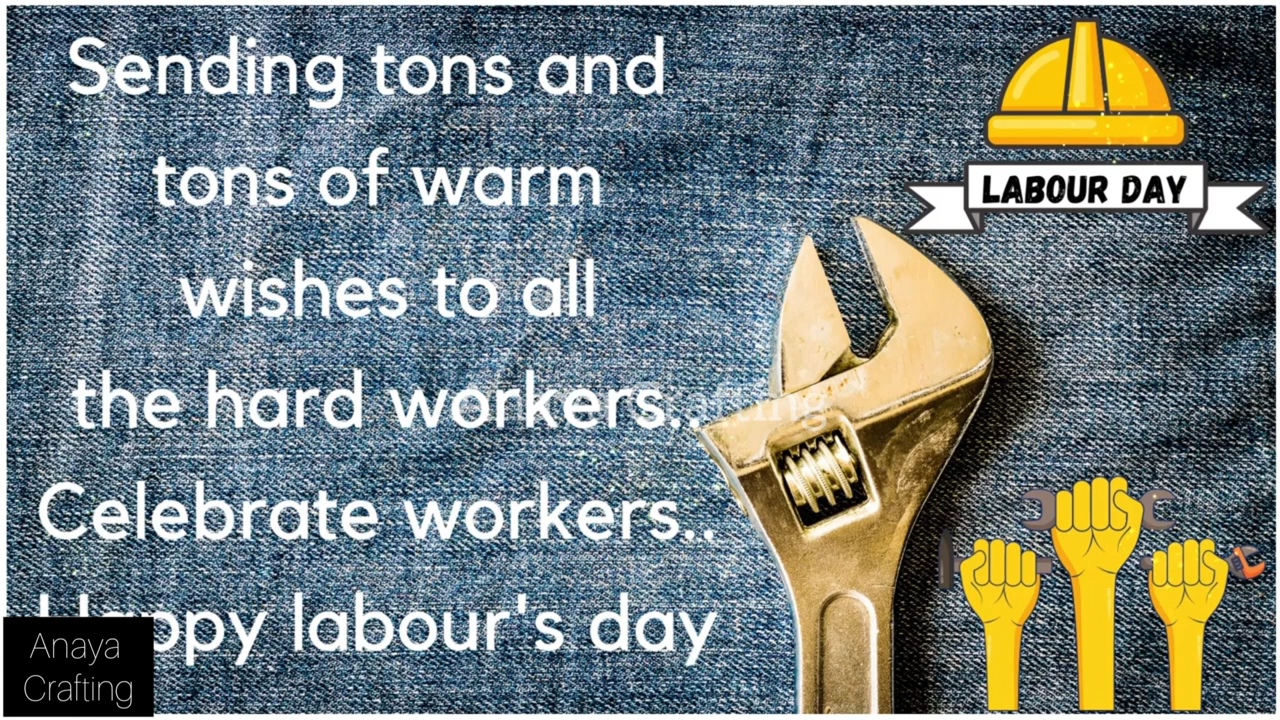 Sending tons and
tons of warm
wishes to all
the hard workers..
Celebrate workers..
Happy labour's day
LABOUR DAY
Anaya
Crafting